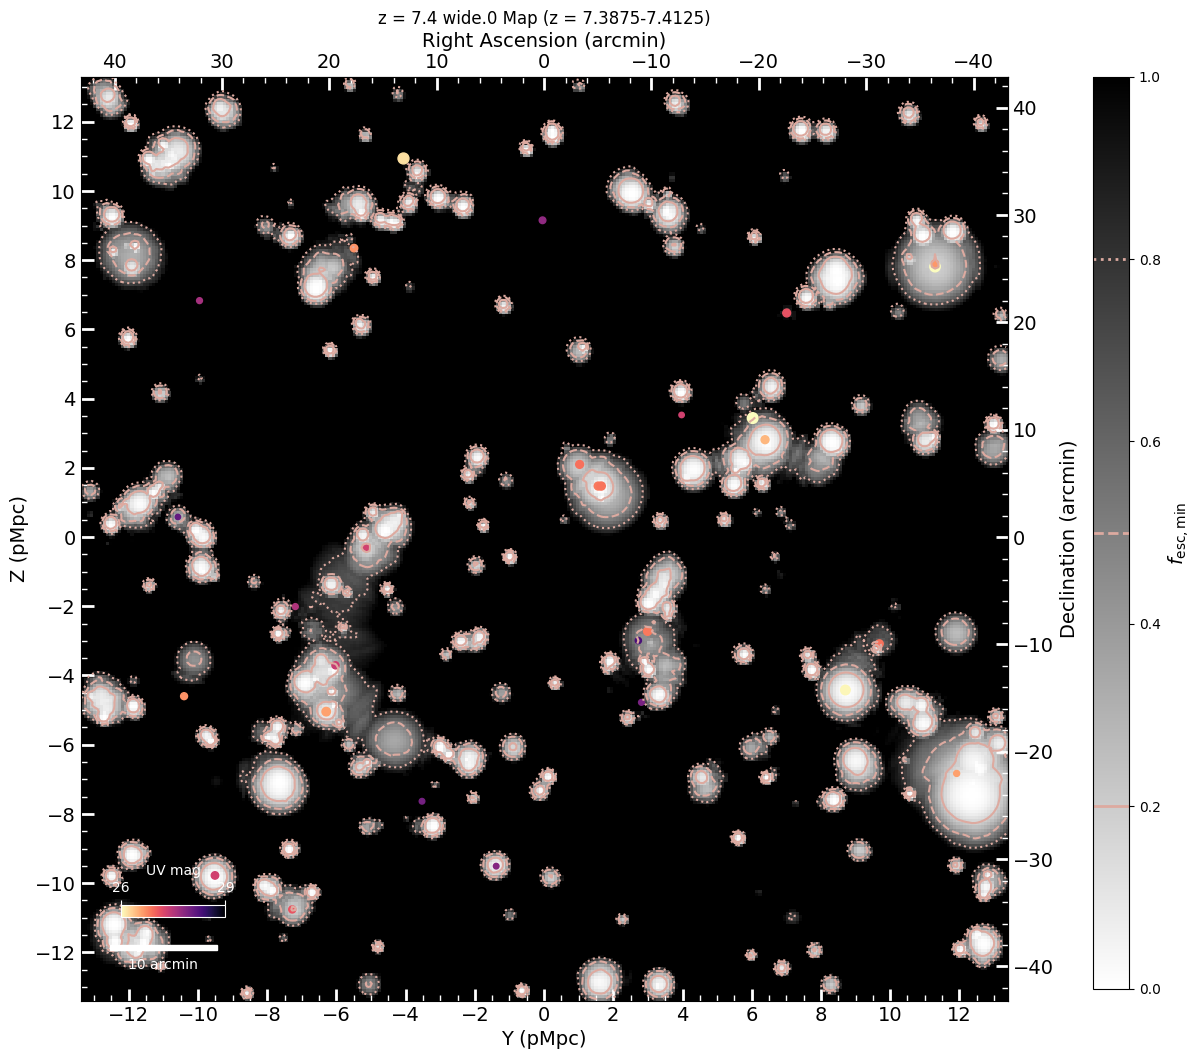 z = 7.4 wide.0 Map (z = 7.3875-7.4125)
Right Ascension (arcmin)
40 30 20 10 0 −10 −20 −30 −40
12 10 8 6 4 2 0 −2 −4 −6 −8 −10 −12
Z (pMpc)
40 30 20 10 0 −10 −20 −30 −40
Declination (arcmin)
1.0 0.8 0.6 0.4 0.2 0.0
fesc,min
UV mag
26 29
10 arcmin
−12 −10 −8 −6 −4 −2 0 2 4 6 8 10 12
Y (pMpc)